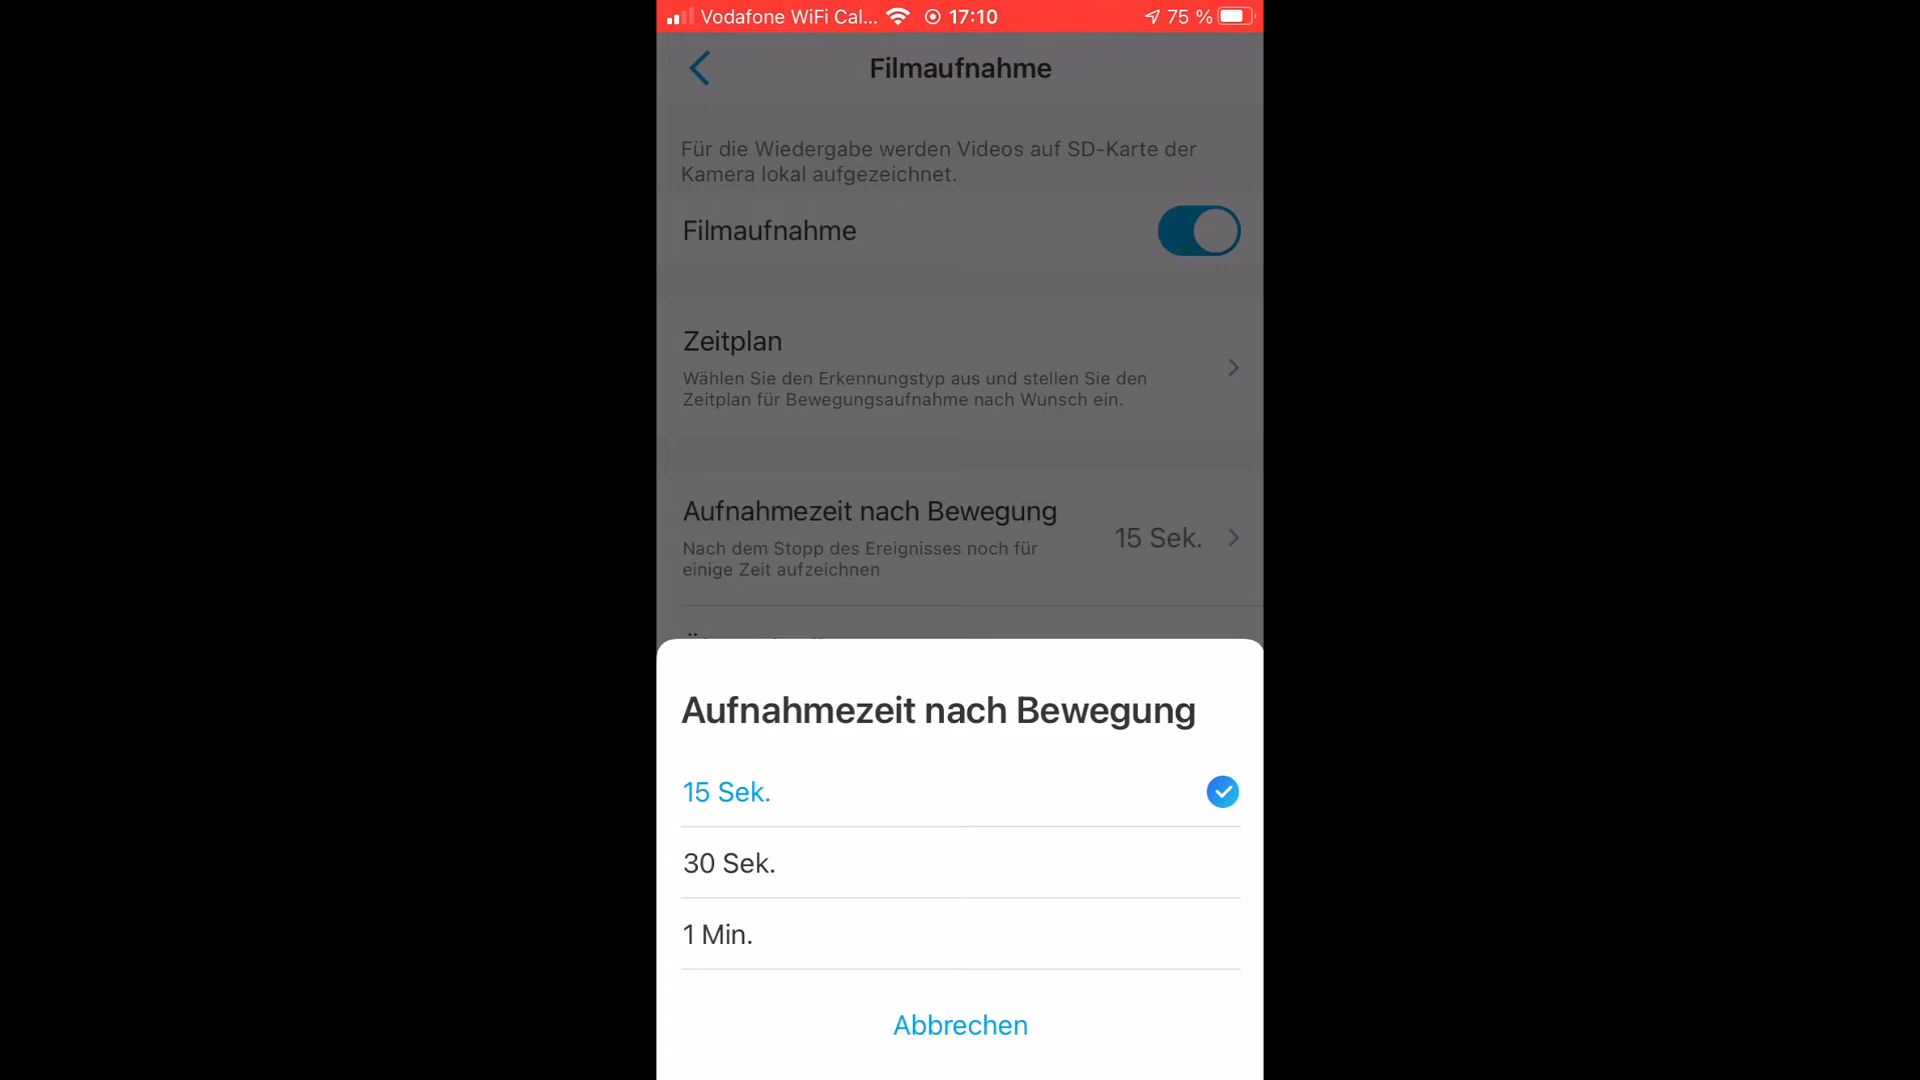 Vodafone WiFi Cal... 17:10 75 %
Filmaufnahme
Für die Wiedergabe werden Videos auf SD-Karte der
Kamera lokal aufgezeichnet.
Filmaufnahme
Zeitplan
Wählen Sie den Erkennungstyp aus und stellen Sie den
Zeitplan für Bewegungsaufnahme nach Wunsch ein.
Aufnahmezeit nach Bewegung
15 Sek.
Nach dem Stopp des Ereignisses noch für
einige Zeit aufzeichnen
Aufnahmezeit nach Bewegung
15 Sek.
30 Sek.
1 Min.
Abbrechen